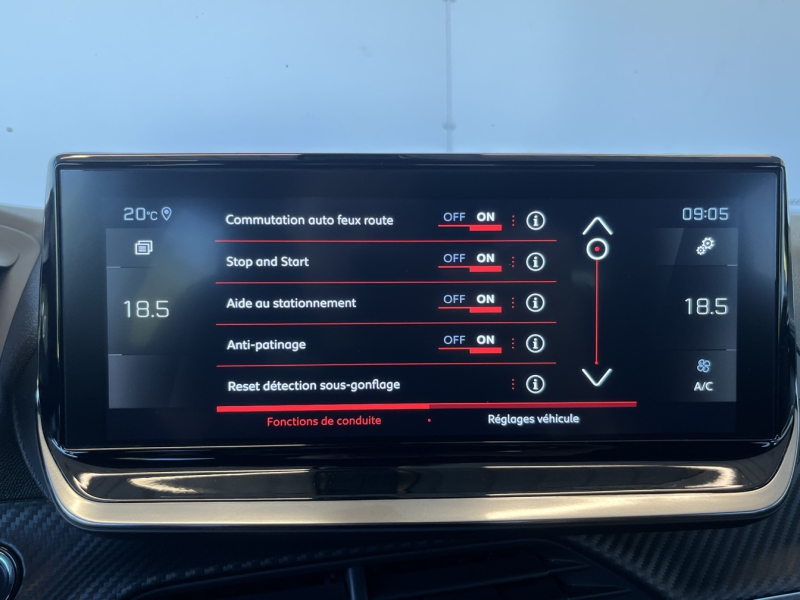 20°C
09:05
Commutation auto feux route OFF ON
Stop and Start OFF ON
Aide au stationnement OFF ON
Anti-patinage OFF ON
Reset détection sous-gonflage
18.5
18.5
A/C
Fonctions de conduite
Réglages véhicule